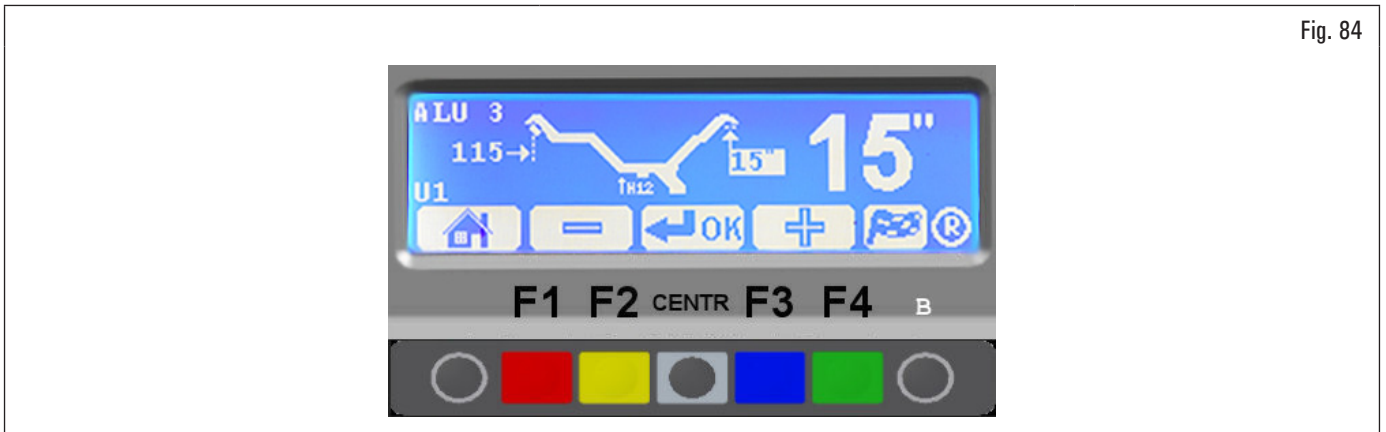 Fig. 84
ALU 3
115→
15"
15"
↑H12
U1
OK
®
F1 F2 CENTR F3 F4 B